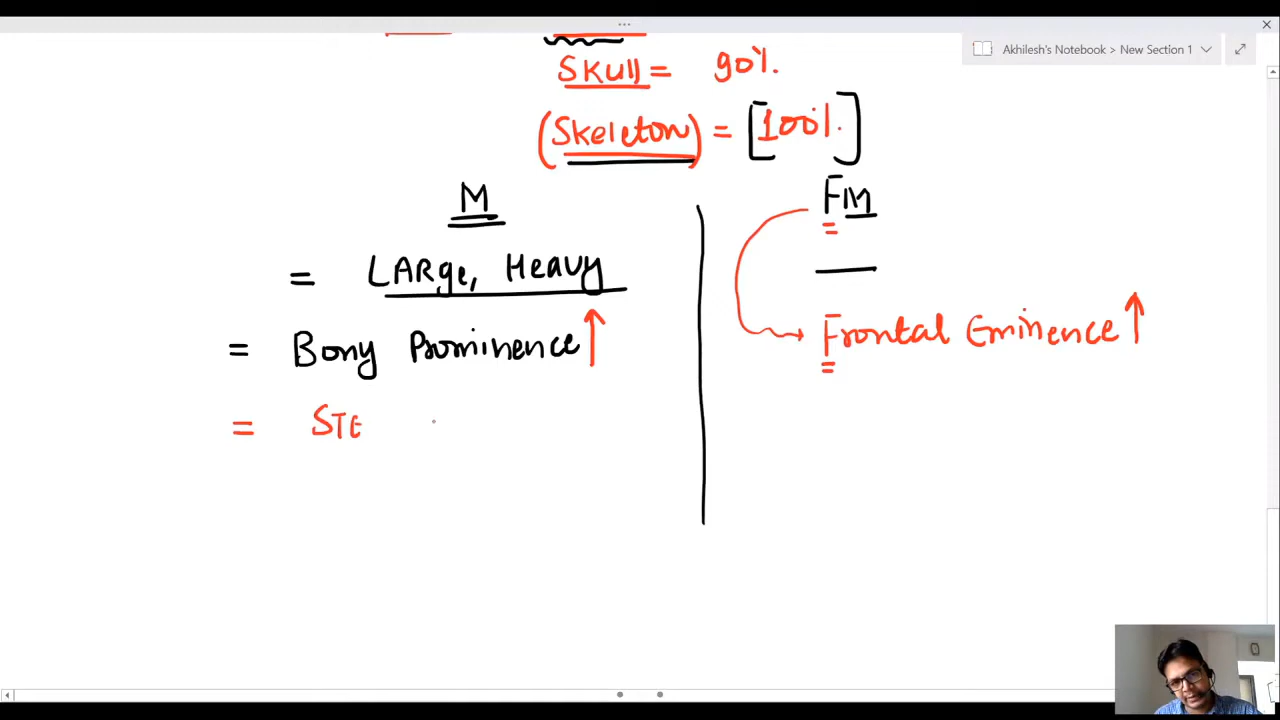 Akhilesh's Notebook > New Section 1
Skull = 90%.
(Skeleton) = [100%.]
M
FM
= LARge, Heavy
= Bony Prominence ↑
Frontal Eminence ↑
= STE